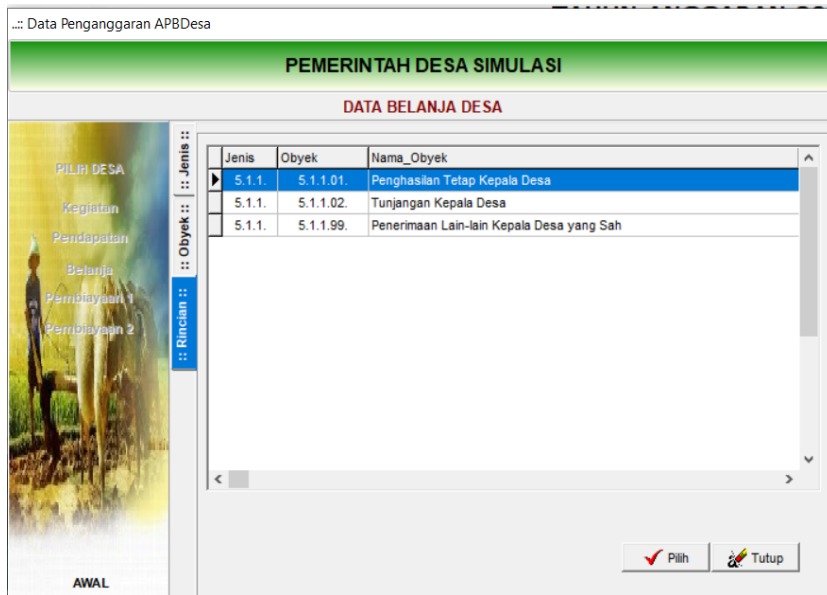 ..:: Data Penganggaran APBDesa
PEMERINTAH DESA SIMULASI
DATA BELANJA DESA
PILIH DESA
Kegiatan
Pendapatan
Belanja
Pembiayaan 1
Pembiayaan 2
AWAL
:: Jenis ::
:: Obyek ::
:: Rincian ::
Jenis Obyek Nama_Obyek
5.1.1. 5.1.1.01. Penghasilan Tetap Kepala Desa
5.1.1. 5.1.1.02. Tunjangan Kepala Desa
5.1.1. 5.1.1.99. Penerimaan Lain-lain Kepala Desa yang Sah
Pilih Tutup